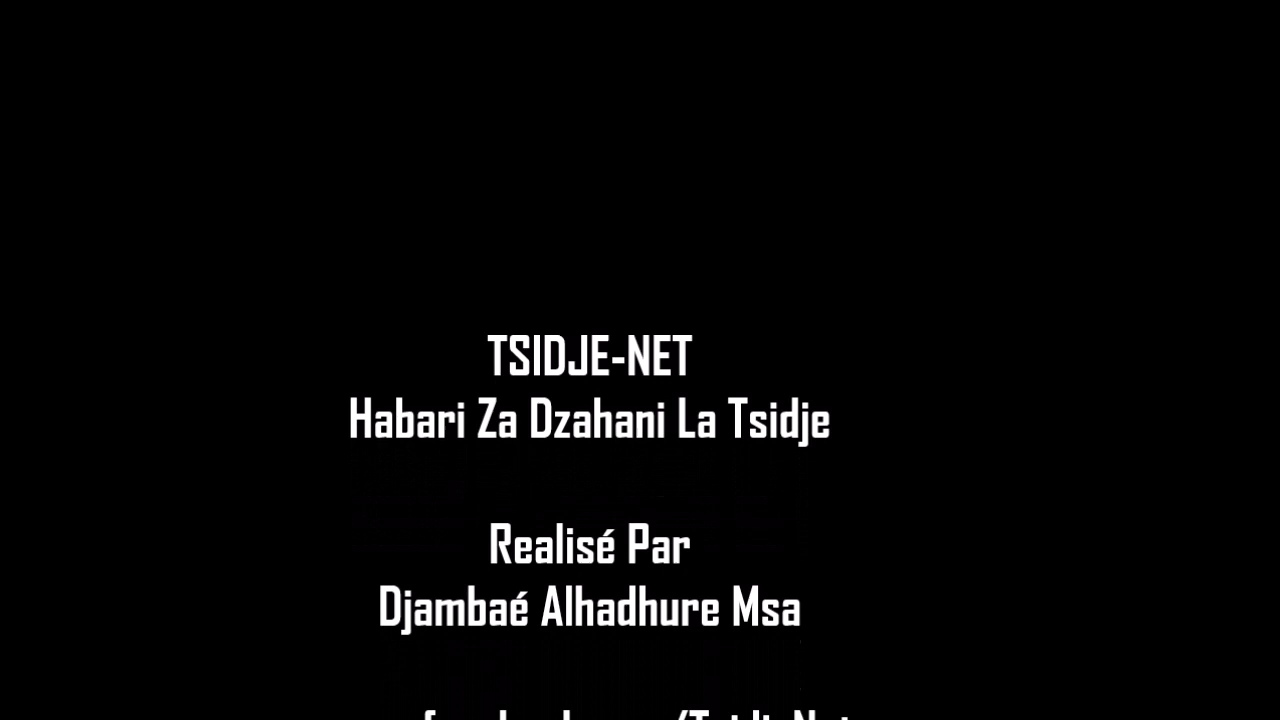 TSIDJE-NET
Habari Za Dzahani La Tsidje
Realisé Par
Djambaé Alhadhure Msa